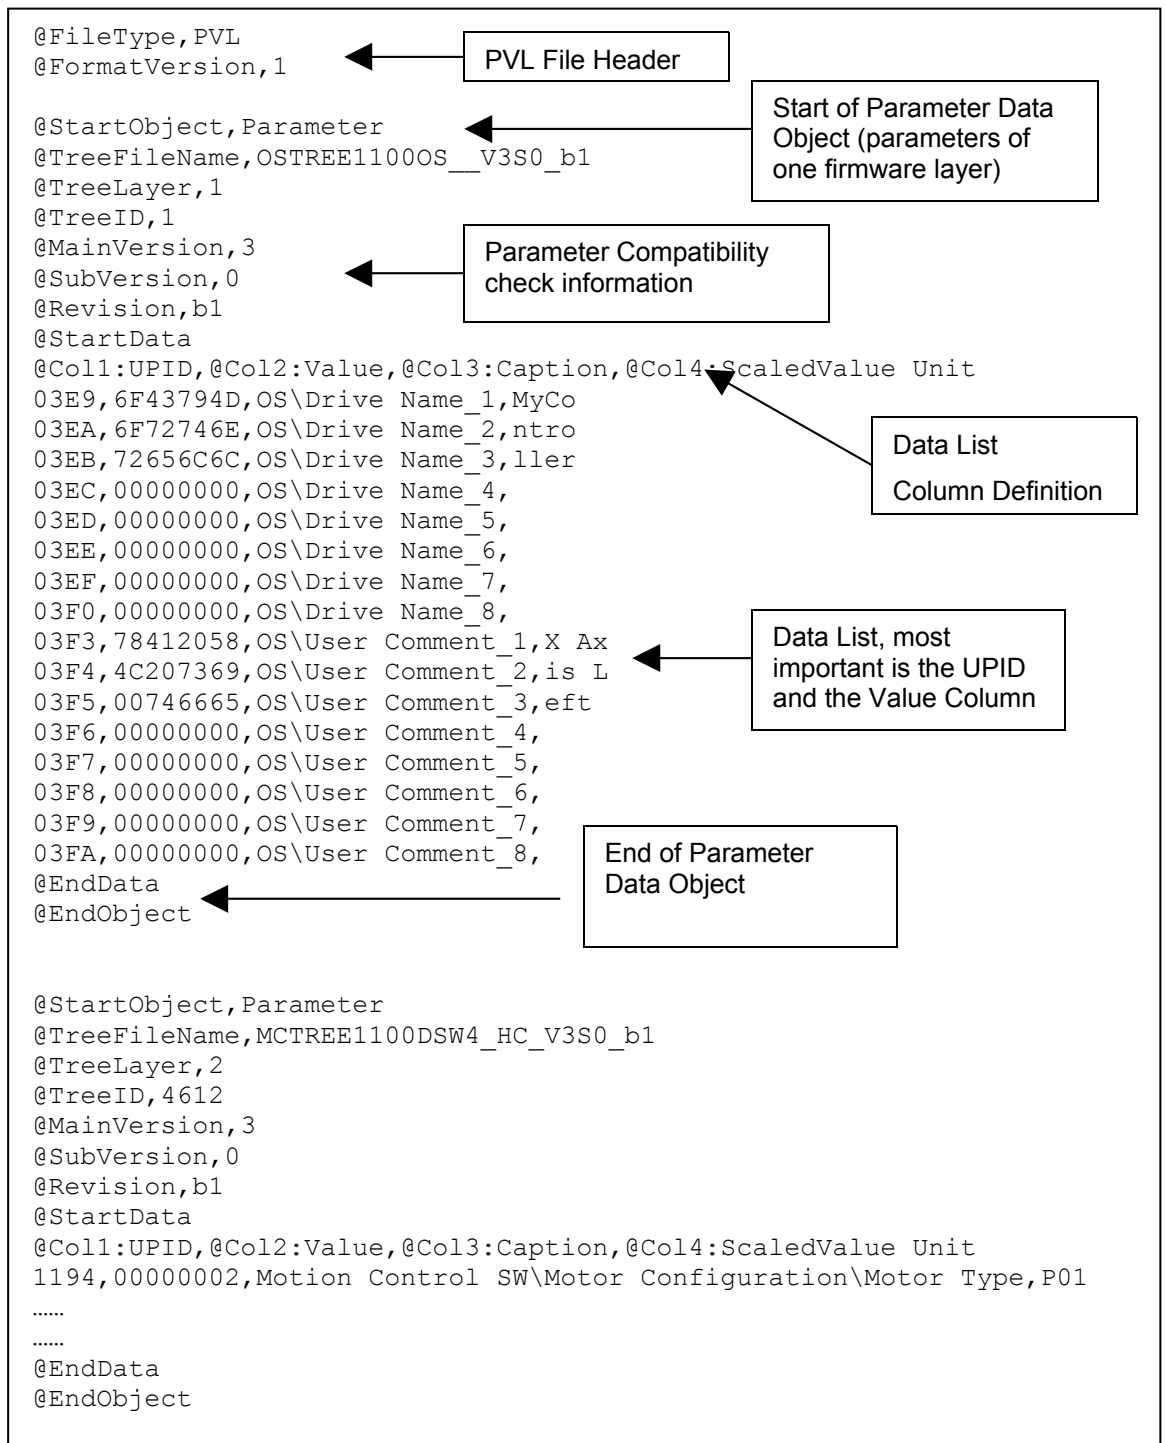 @FileType,PVL
@FormatVersion,1
PVL File Header
@StartObject,Parameter
@TreeFileName,OSTREE1100OS__V3S0_b1
@TreeLayer,1
@TreeID,1
Start of Parameter Data
Object (parameters of
one firmware layer)
@MainVersion,3
@SubVersion,0
@Revision,b1
Parameter Compatibility
check information
@StartData
@Col1:UPID,@Col2:Value,@Col3:Caption,@Col4:ScaledValue Unit
03E9,6F43794D,OS\Drive Name_1,MyCo
03EA,6F72746E,OS\Drive Name_2,ntro
03EB,72656C6C,OS\Drive Name_3,ller
03EC,00000000,OS\Drive Name_4,
03ED,00000000,OS\Drive Name_5,
03EE,00000000,OS\Drive Name_6,
03EF,00000000,OS\Drive Name_7,
03F0,00000000,OS\Drive Name_8,
Data List
Column Definition
03F3,78412058,OS\User Comment_1,X Ax
03F4,4C207369,OS\User Comment_2,is L
03F5,00746665,OS\User Comment_3,eft
03F6,00000000,OS\User Comment_4,
03F7,00000000,OS\User Comment_5,
03F8,00000000,OS\User Comment_6,
03F9,00000000,OS\User Comment_7,
03FA,00000000,OS\User Comment_8,
Data List, most
important is the UPID
and the Value Column
@EndData
@EndObject
End of Parameter
Data Object
@StartObject,Parameter
@TreeFileName,MCTREE1100DSW4_HC_V3S0_b1
@TreeLayer,2
@TreeID,4612
@MainVersion,3
@SubVersion,0
@Revision,b1
@StartData
@Col1:UPID,@Col2:Value,@Col3:Caption,@Col4:ScaledValue Unit
1194,00000002,Motion Control SW\Motor Configuration\Motor Type,P01
……
……
@EndData
@EndObject